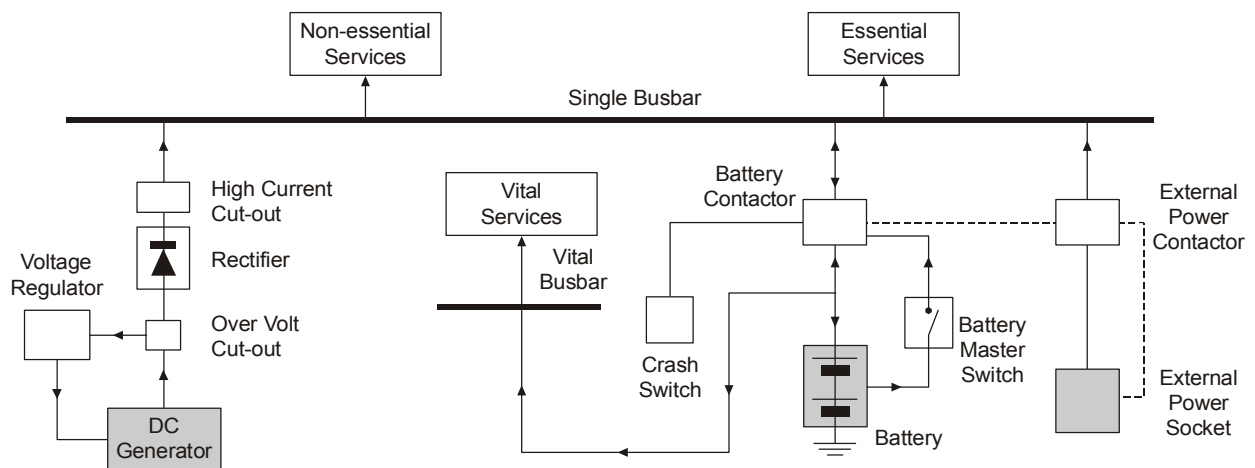 Non-essential
Services
Essential
Services
Single Busbar
High Current
Cut-out
Rectifier
Voltage
Regulator
Over Volt
Cut-out
DC
Generator
Vital
Services
Vital
Busbar
Battery
Contactor
Crash
Switch
Battery
Master
Switch
Battery
External
Power
Contactor
External
Power
Socket